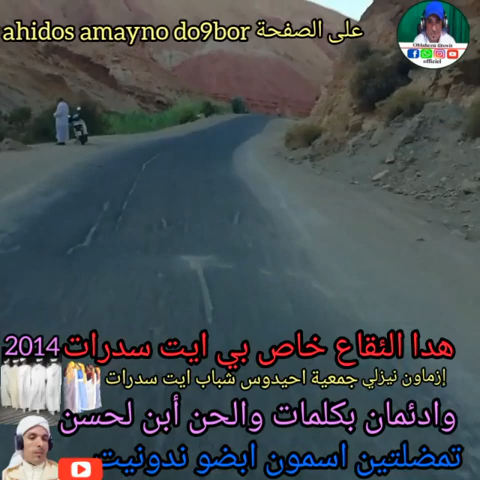 على الصفحة ahidos amayno do9bor
officiel
هدا الئقاع خاص بي ايت سدرات 2014
إزماون نيزلي جمعية احيدوس شباب ايت سدرات
وادئمان بكلمات والحن أبن لحسن
تمضلتين اسمون ابضو ندونيت